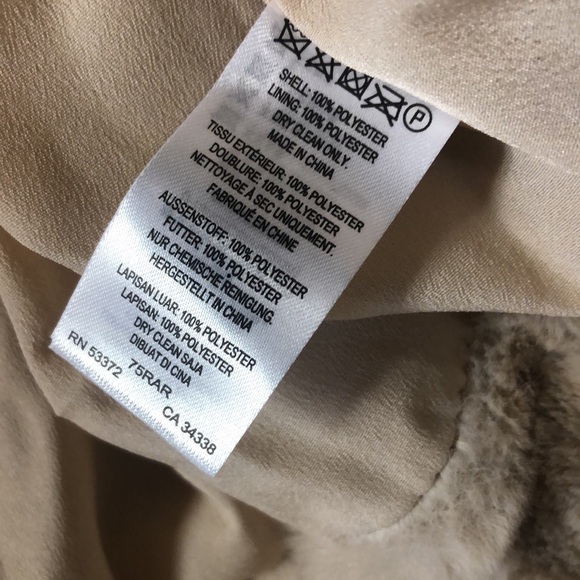 P
SHELL: 100% POLYESTER
LINING: 100% POLYESTER
DRY CLEAN ONLY.
MADE IN CHINA
TISSU EXTÉRIEUR: 100% POLYESTER
DOUBLURE: 100% POLYESTER
NETTOYAGE À SEC UNIQUEMENT.
FABRIQUÉ EN CHINE
AUSSENSTOFF: 100% POLYESTER
FUTTER: 100% POLYESTER
NUR CHEMISCHE REINIGUNG.
HERGESTELLT IN CHINA
LAPISAN LUAR: 100% POLYESTER
LAPISAN: 100% POLYESTER
DRY CLEAN SAJA
DIBUAT DI CINA
RN 53372 75RAR CA 34338